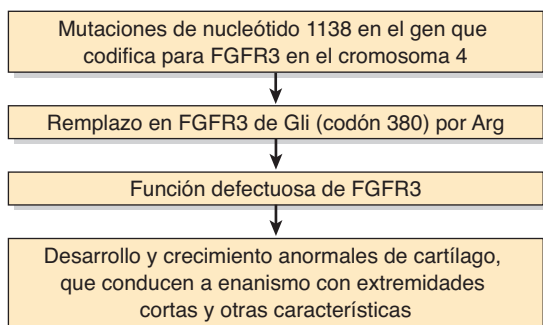 Mutaciones de nucleótido 1138 en el gen que
codifica para FGFR3 en el cromosoma 4
Remplazo en FGFR3 de Gli (codón 380) por Arg
Función defectuosa de FGFR3
Desarrollo y crecimiento anormales de cartílago,
que conducen a enanismo con extremidades
cortas y otras características